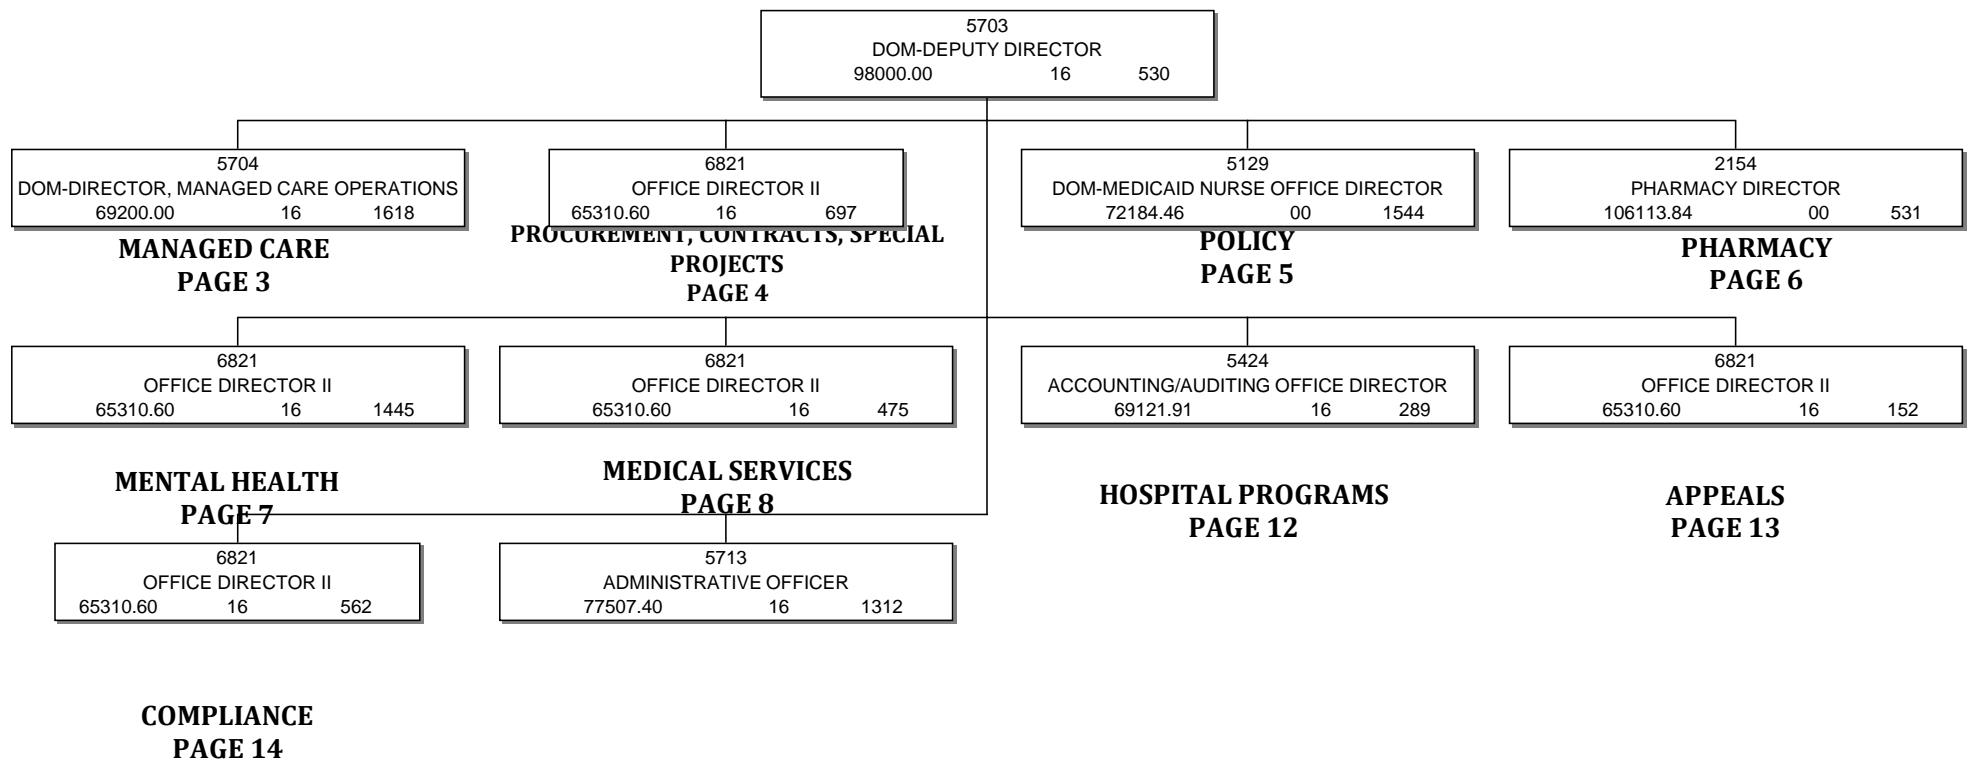 5703
DOM-DEPUTY DIRECTOR
98000.00 16 530
5704
DOM-DIRECTOR, MANAGED CARE OPERATIONS
69200.00 16 1618
MANAGED CARE
PAGE 3
6821
OFFICE DIRECTOR II
65310.60 16 697
PROCUREMENT, CONTRACTS, SPECIAL
PROJECTS
PAGE 4
5129
DOM-MEDICAID NURSE OFFICE DIRECTOR
72184.46 00 1544
POLICY
PAGE 5
2154
PHARMACY DIRECTOR
106113.84 00 531
PHARMACY
PAGE 6
6821
OFFICE DIRECTOR II
65310.60 16 1445
MENTAL HEALTH
PAGE 7
6821
OFFICE DIRECTOR II
65310.60 16 475
MEDICAL SERVICES
PAGE 8
5424
ACCOUNTING/AUDITING OFFICE DIRECTOR
69121.91 16 289
HOSPITAL PROGRAMS
PAGE 12
6821
OFFICE DIRECTOR II
65310.60 16 152
APPEALS
PAGE 13
6821
OFFICE DIRECTOR II
65310.60 16 562
COMPLIANCE
PAGE 14
5713
ADMINISTRATIVE OFFICER
77507.40 16 1312